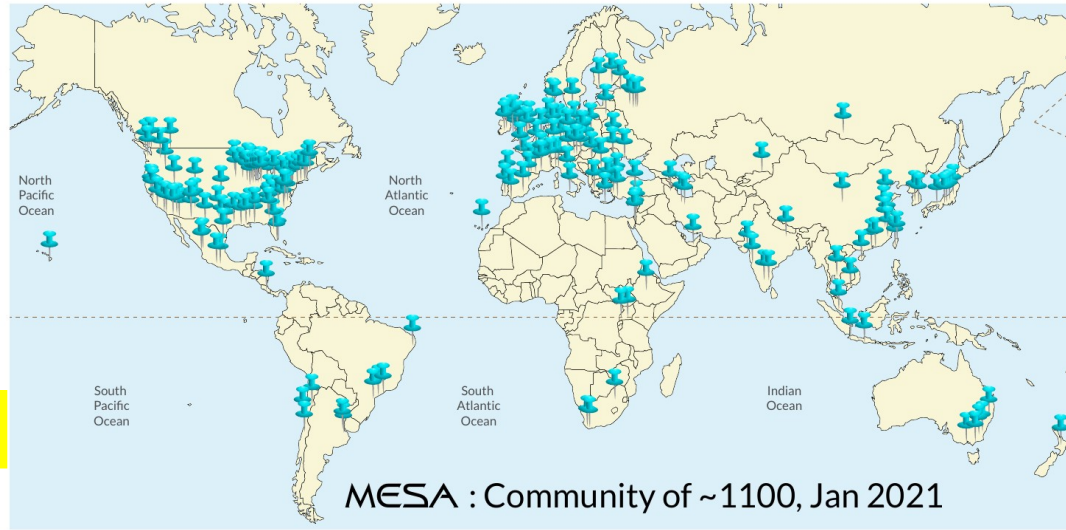 North
Pacific
Ocean
North
Atlantic
Ocean
South
Pacific
Ocean
South
Atlantic
Ocean
Indian
Ocean
MESA : Community of ~1100, Jan 2021